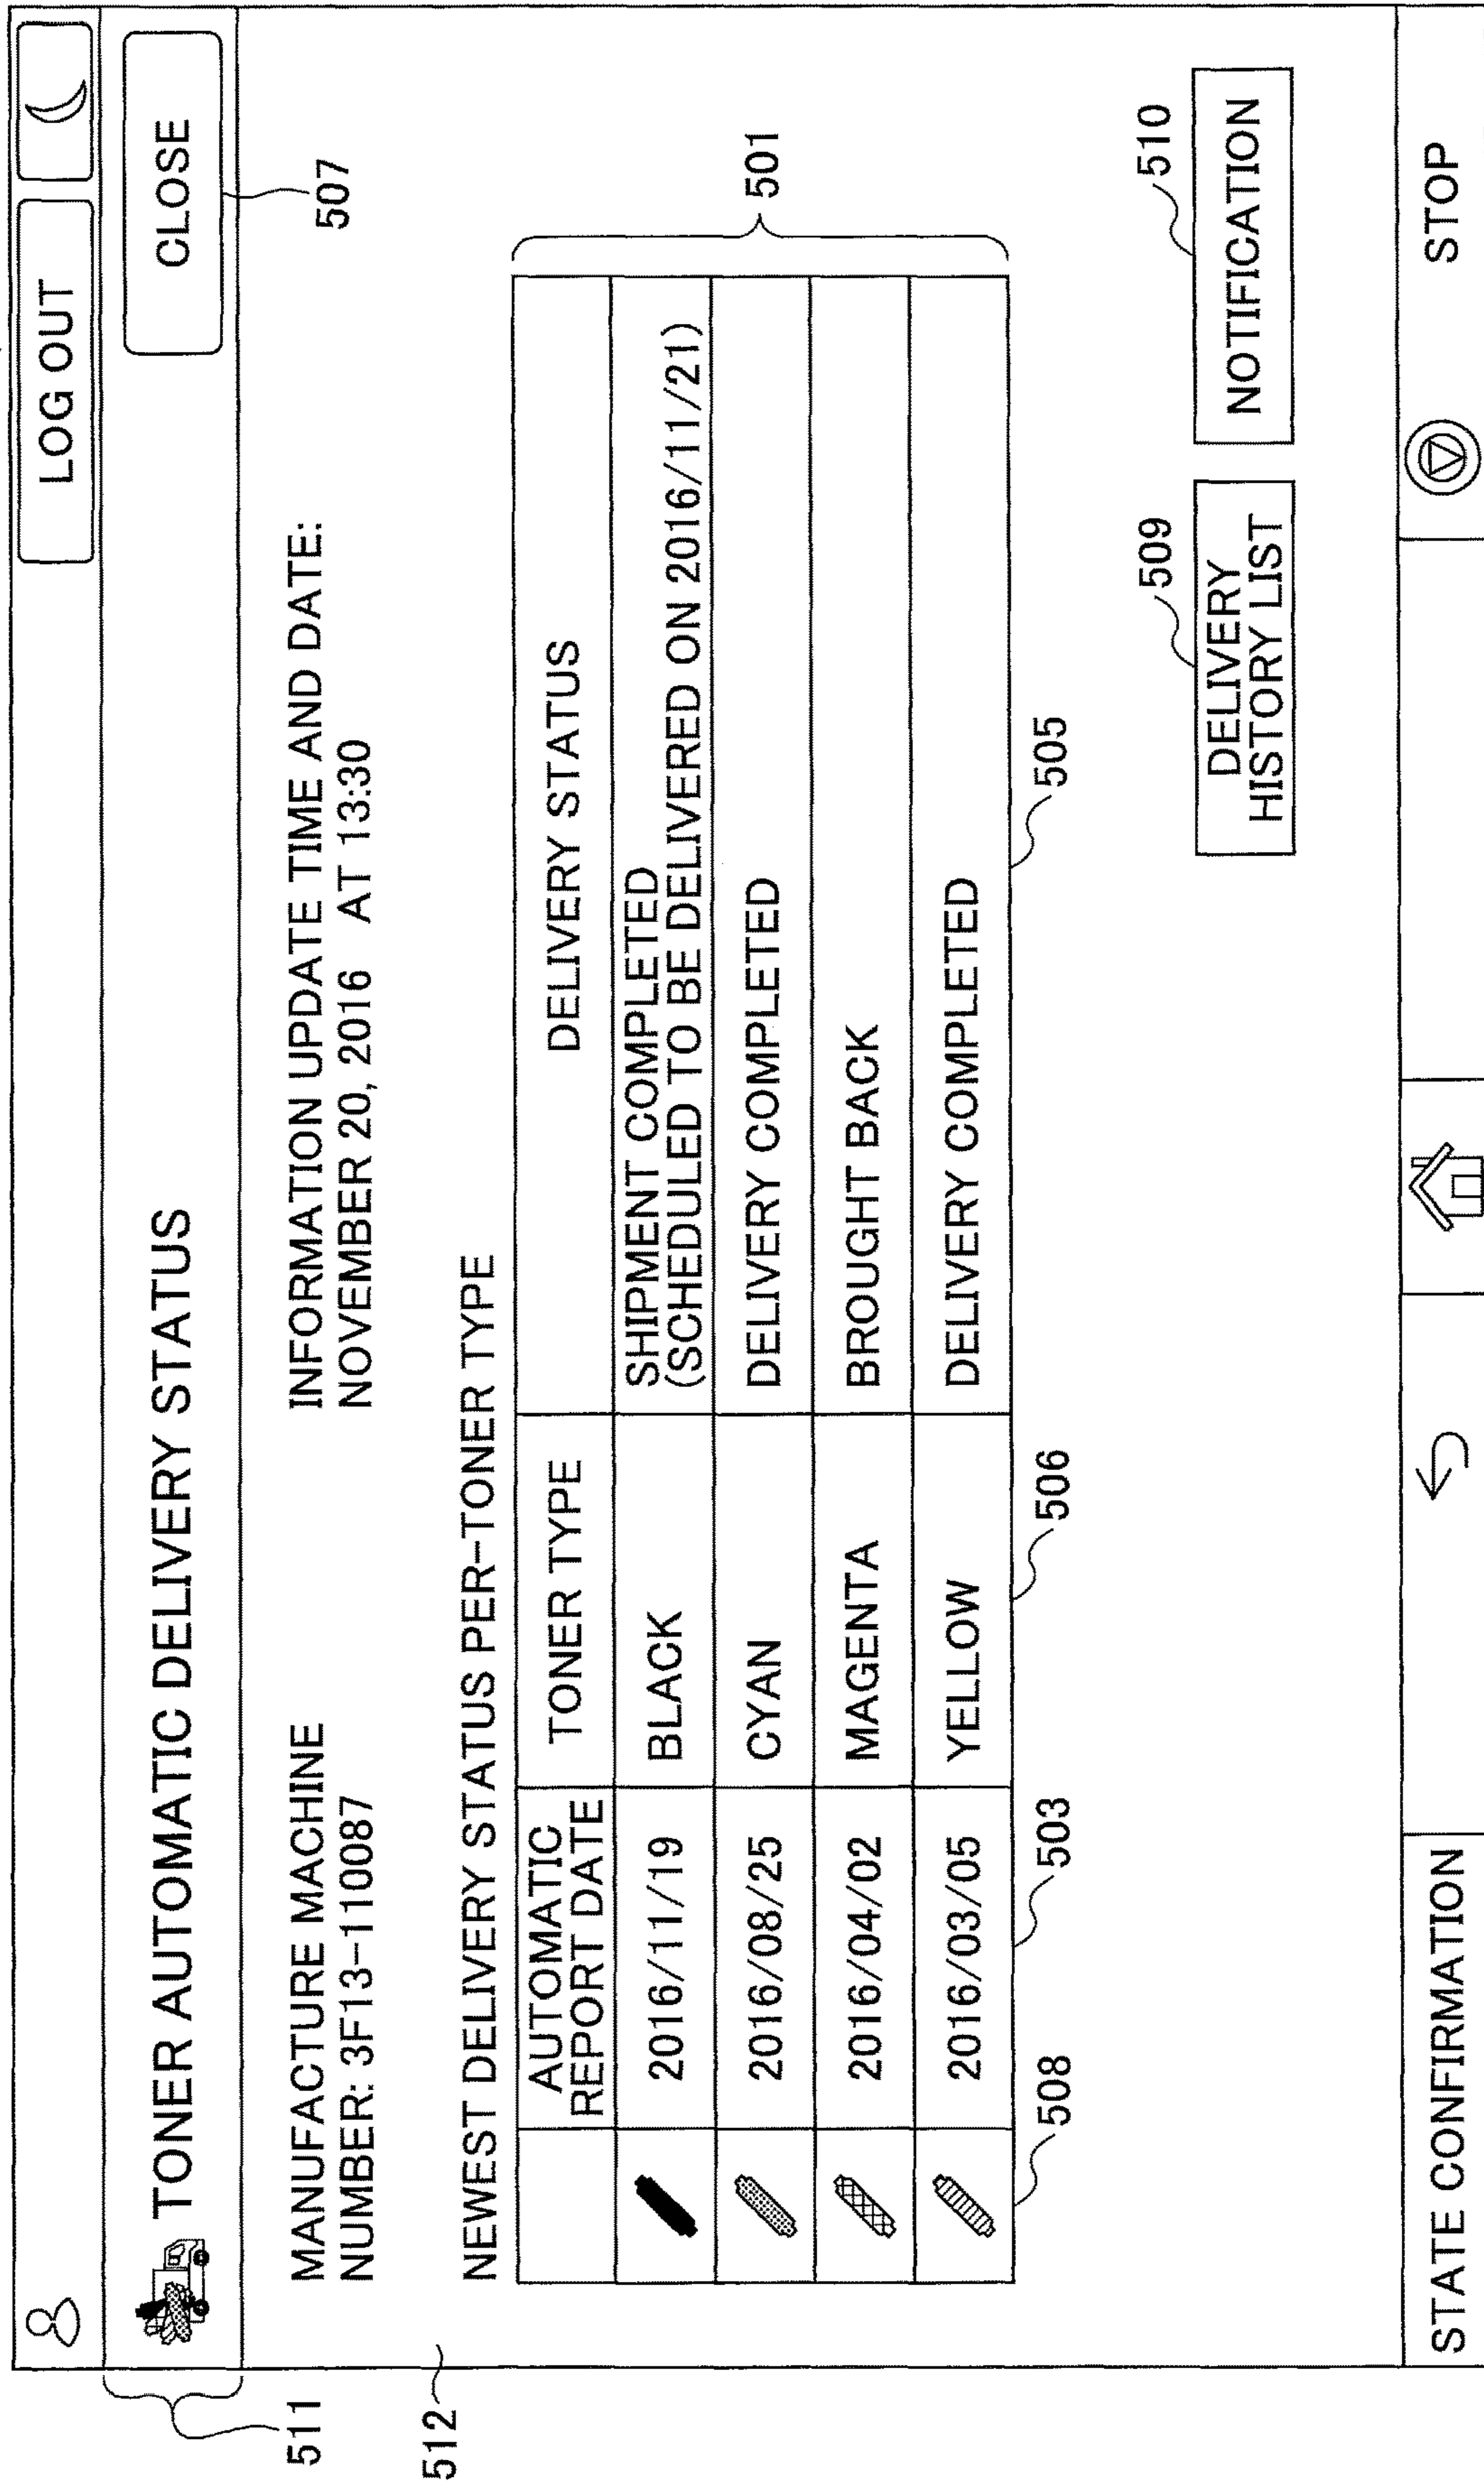 LOG OUT
TONER AUTOMATIC DELIVERY STATUS
CLOSE
511
507
MANUFACTURE MACHINE
NUMBER: 3F13-110087
INFORMATION UPDATE TIME AND DATE:
NOVEMBER 20, 2016 AT 13:30
512
NEWEST DELIVERY STATUS PER-TONER TYPE
AUTOMATIC
REPORT DATE
TONER TYPE
DELIVERY STATUS
2016/11/19
BLACK
SHIPMENT COMPLETED
(SCHEDULED TO BE DELIVERED ON 2016/11/21)
2016/08/25
CYAN
DELIVERY COMPLETED
2016/04/02
MAGENTA
BROUGHT BACK
2016/03/05
YELLOW
DELIVERY COMPLETED
501
508
503
506
505
509
510
DELIVERY
HISTORY LIST
NOTIFICATION
STATE CONFIRMATION
STOP